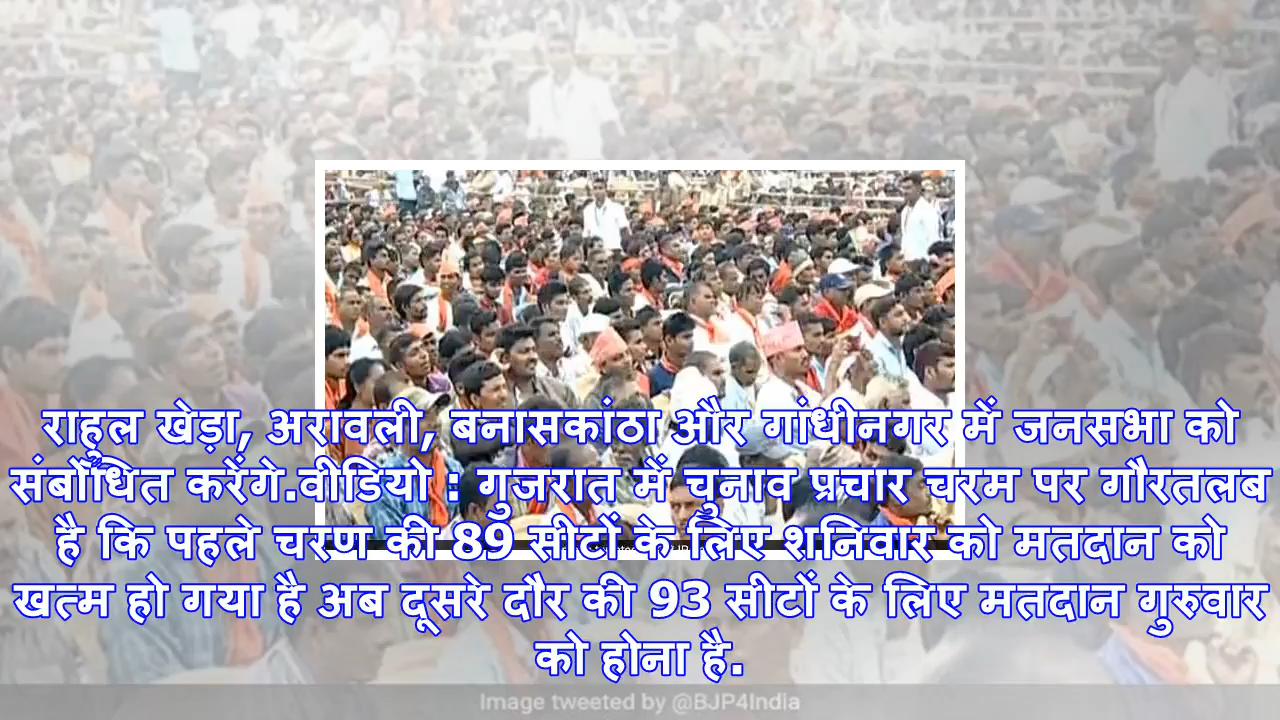 राहुल खेड़ा, अरावली, बनासकांठा और गांधीनगर में जनसभा को
संबोंधित करेंगे.वीडियो : गुजरात में चुनाव प्रचार चरम पर गौरतलब
है कि पहले चरण की 89 सीटों के लिए शनिवार को मतदान को
खत्म हो गया है अब दूसरे दौर की 93 सीटों के लिए मतदान गुरुवार
को होना है.
Image tweeted by @BJP4India